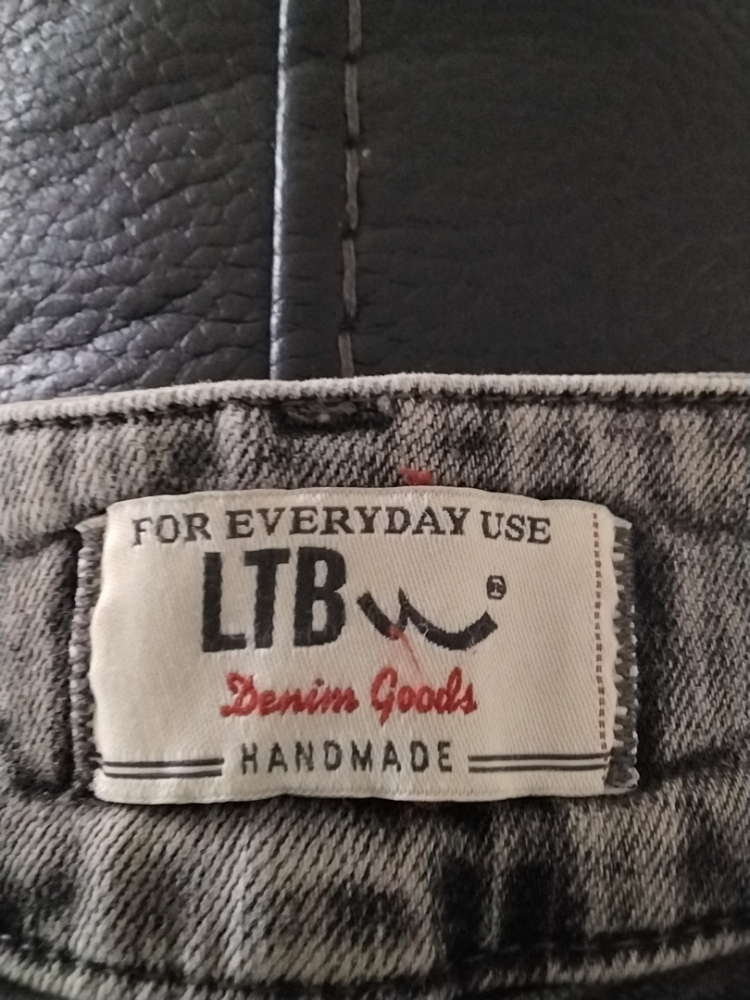 FOR EVERYDAY USE
LTB
Denim Goods
HANDMADE